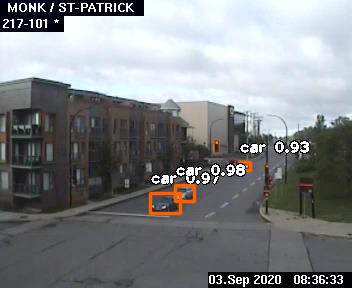 MONK / ST-PATRICK
217-101 *
car 0.93
car 0.98
car 0.97
03.Sep 2020 08:36:33